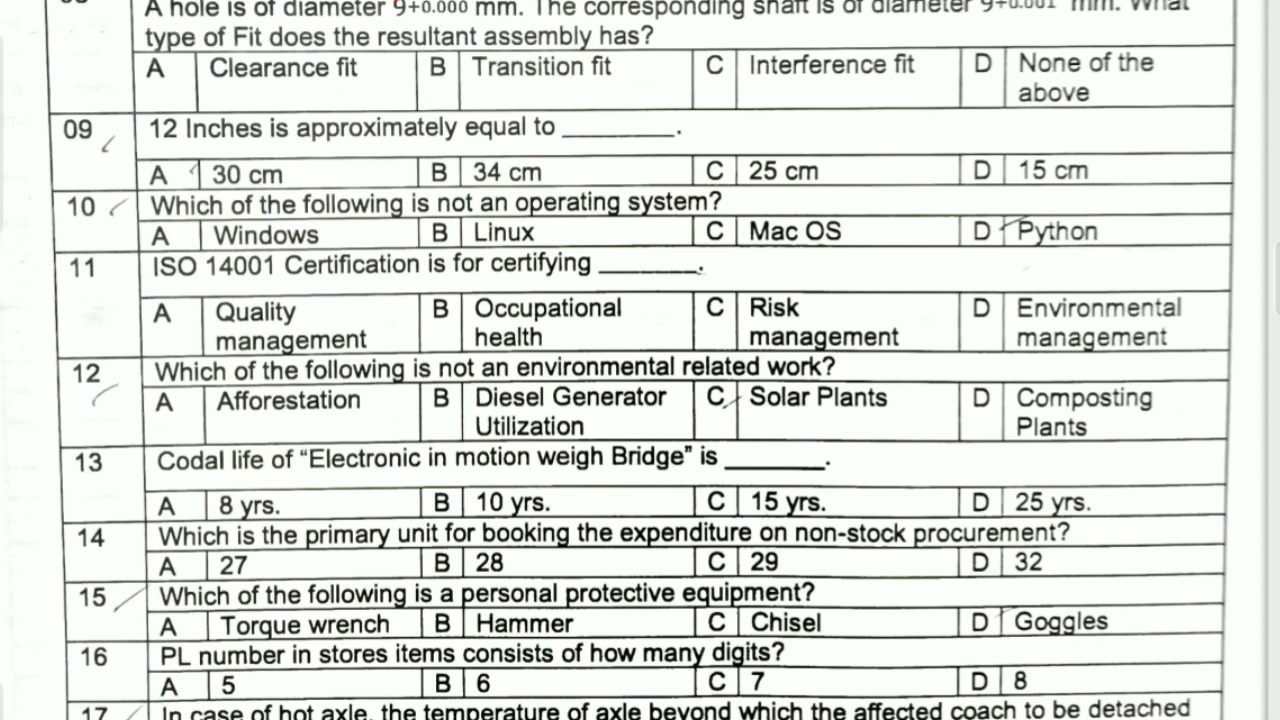 A hole is of diameter 9+0.000 mm. The corresponding shaft is of diameter 9+0.001 mm. What
type of Fit does the resultant assembly has?
A Clearance fit B Transition fit C Interference fit D None of the
above
09 12 Inches is approximately equal to ________.
A 30 cm B 34 cm C 25 cm D 15 cm
10 Which of the following is not an operating system?
A Windows B Linux C Mac OS D Python
11 ISO 14001 Certification is for certifying _______.
A Quality B Occupational C Risk D Environmental
management health management management
12 Which of the following is not an environmental related work?
A Afforestation B Diesel Generator C Solar Plants D Composting
Utilization Plants
13 Codal life of “Electronic in motion weigh Bridge” is _______.
A 8 yrs. B 10 yrs. C 15 yrs. D 25 yrs.
14 Which is the primary unit for booking the expenditure on non-stock procurement?
A 27 B 28 C 29 D 32
15 Which of the following is a personal protective equipment?
A Torque wrench B Hammer C Chisel D Goggles
16 PL number in stores items consists of how many digits?
A 5 B 6 C 7 D 8
17 In case of hot axle, the temperature of axle beyond which the affected coach to be detached